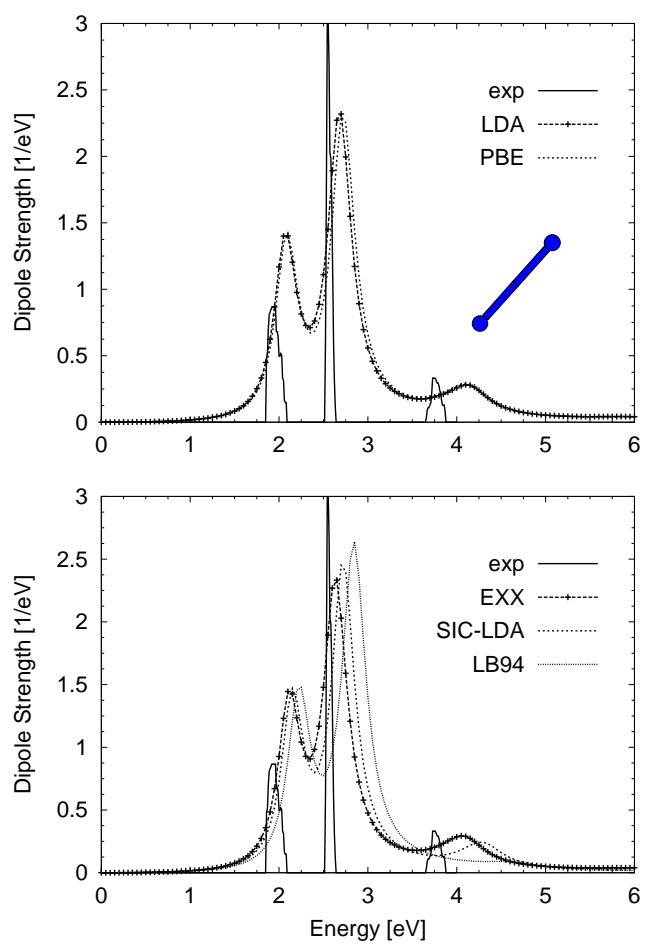 3
2.5
2
1.5
1
0.5
0
Dipole Strength [1/eV]
exp
LDA
PBE
0 1 2 3 4 5 6
3
2.5
2
1.5
1
0.5
0
Dipole Strength [1/eV]
exp
EXX
SIC-LDA
LB94
0 1 2 3 4 5 6
Energy [eV]